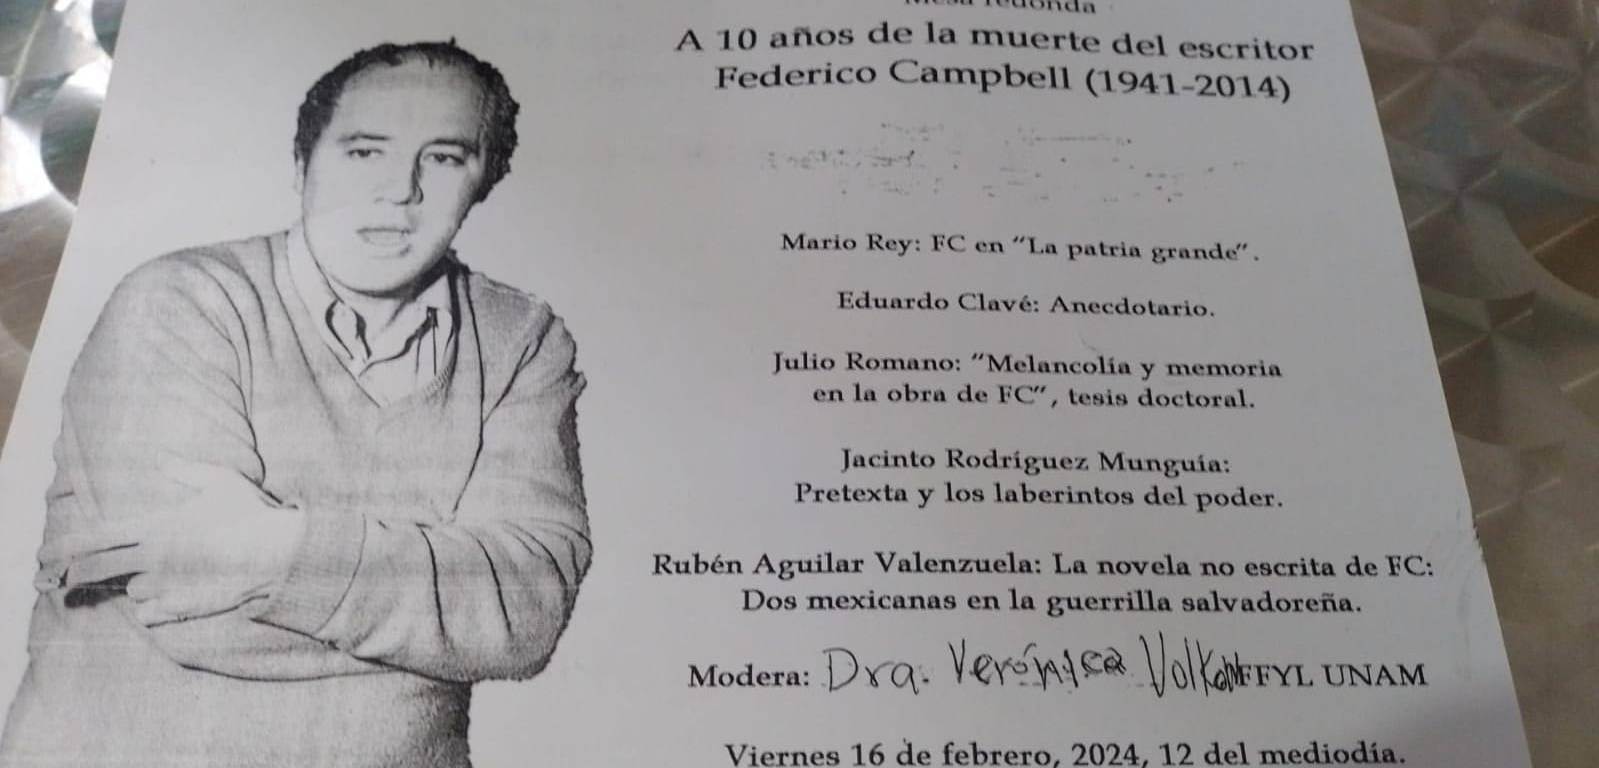 Mesa redonda
A 10 años de la muerte del escritor
Federico Campbell (1941-2014)
Mario Rey: FC en “La patria grande”.
Eduardo Clavé: Anecdotario.
Julio Romano: “Melancolía y memoria
en la obra de FC”, tesis doctoral.
Jacinto Rodríguez Munguía:
Pretexta y los laberintos del poder.
Rubén Aguilar Valenzuela: La novela no escrita de FC:
Dos mexicanas en la guerrilla salvadoreña.
Modera: Dra. Verónica Volkow FFYL UNAM
Viernes 16 de febrero, 2024, 12 del mediodía.